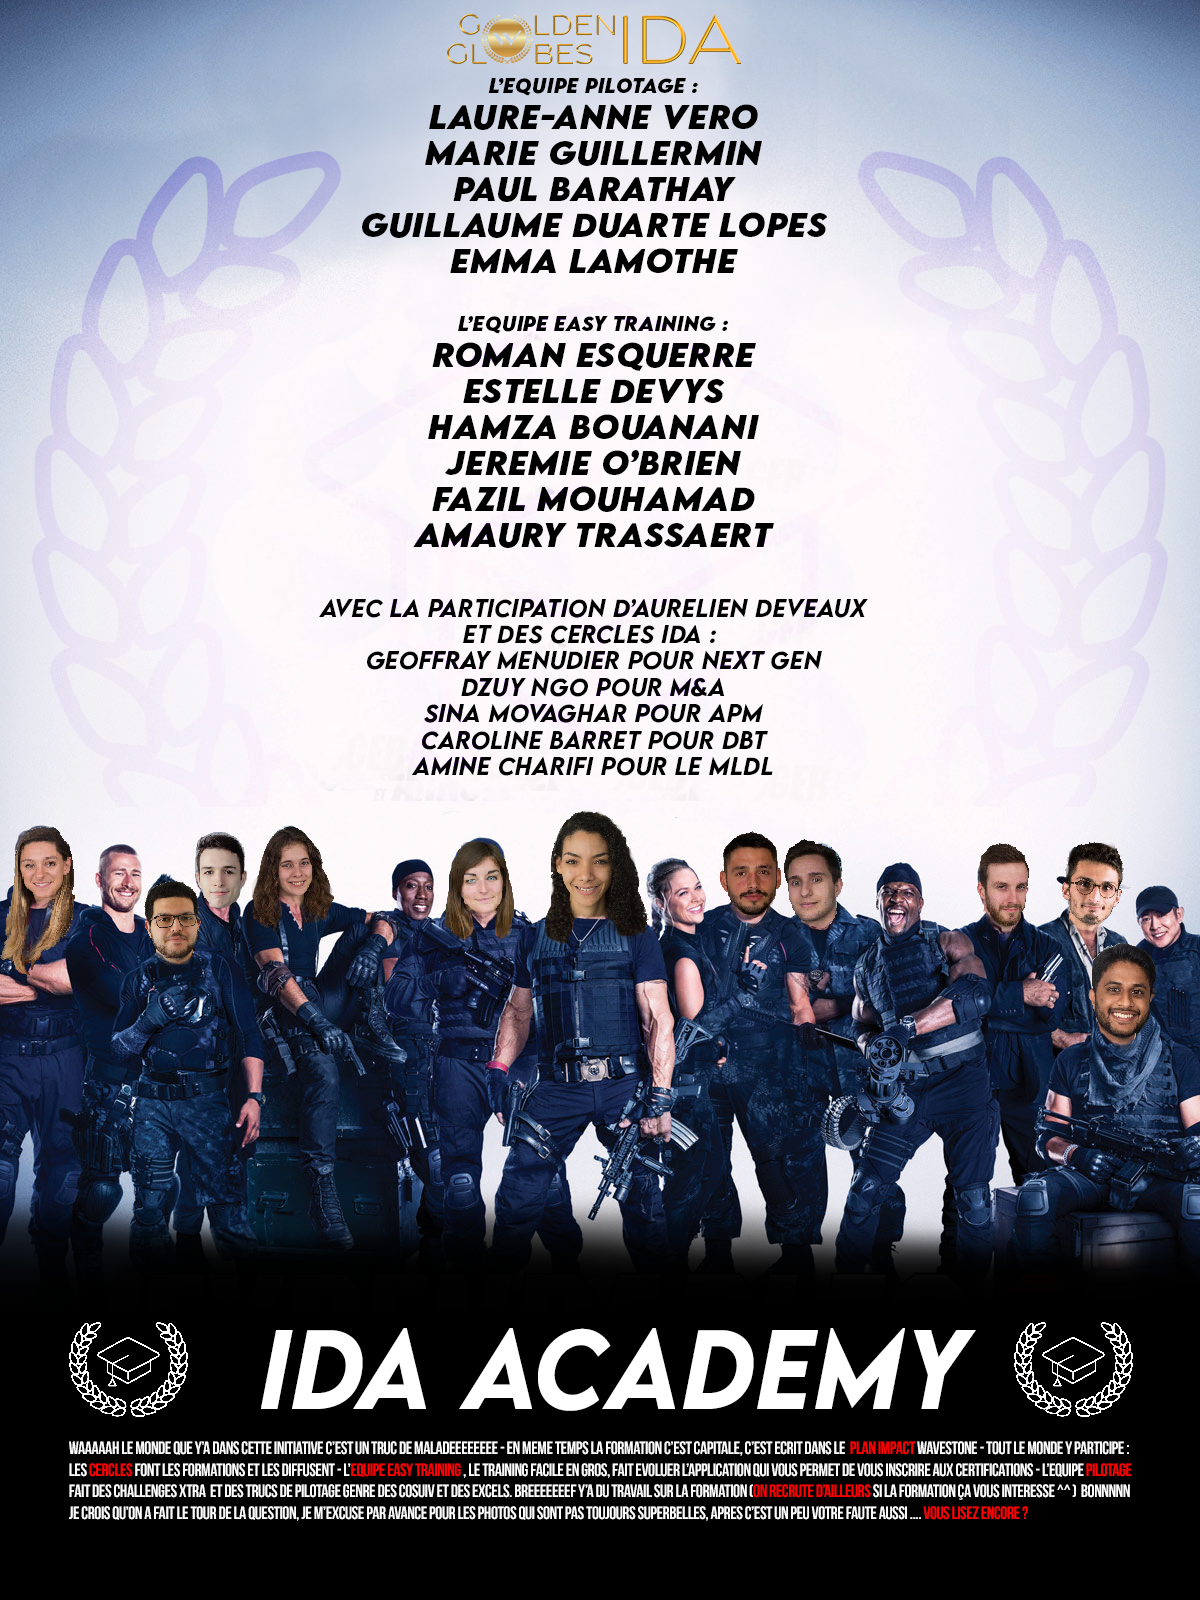 GOLDEN GLOBES IDA
L'EQUIPE PILOTAGE :
LAURE-ANNE VERO
MARIE GUILLERMIN
PAUL BARATHAY
GUILLAUME DUARTE LOPES
EMMA LAMOTHE
L'EQUIPE EASY TRAINING :
ROMAN ESQUERRE
ESTELLE DEVYS
HAMZA BOUANANI
JEREMIE O'BRIEN
FAZIL MOUHAMAD
AMAURY TRASSAERT
AVEC LA PARTICIPATION D'AURELIEN DEVEAUX
ET DES CERCLES IDA :
GEOFFRAY MENUDIER POUR NEXT GEN
DZUY NGO POUR M&A
SINA MOVAGHAR POUR APM
CAROLINE BARRET POUR DBT
AMINE CHARIFI POUR LE MLDL
IDA ACADEMY
WAAAAAH LE MONDE QUE Y'A DANS CETTE INITIATIVE C'EST UN TRUC DE MALADEEEEEEEE - EN MEME TEMPS LA FORMATION C'EST CAPITALE, C'EST ECRIT DANS LE PLAN IMPACT WAVESTONE - TOUT LE MONDE Y PARTICIPE :
LES CERCLES FONT LES FORMATIONS ET LES DIFFUSENT - L'EQUIPE EASY TRAINING , LE TRAINING FACILE EN GROS, FAIT EVOLUER L'APPLICATION QUI VOUS PERMET DE VOUS INSCRIRE AUX CERTIFICATIONS - L'EQUIPE PILOTAGE
FAIT DES CHALLENGES XTRA ET DES TRUCS DE PILOTAGE GENRE DES COSUIV ET DES EXCELS. BREEEEEEEF Y'A DU TRAVAIL SUR LA FORMATION (ON RECRUTE D'AILLEURS SI LA FORMATION ÇA VOUS INTERESSE ^^ ) BONNNNN
JE CROIS QU'ON A FAIT LE TOUR DE LA QUESTION, JE M'EXCUSE PAR AVANCE POUR LES PHOTOS QUI SONT PAS TOUJOURS SUPERBELLES, APRES C'EST UN PEU VOTRE FAUTE AUSSI .... VOUS LISEZ ENCORE ?